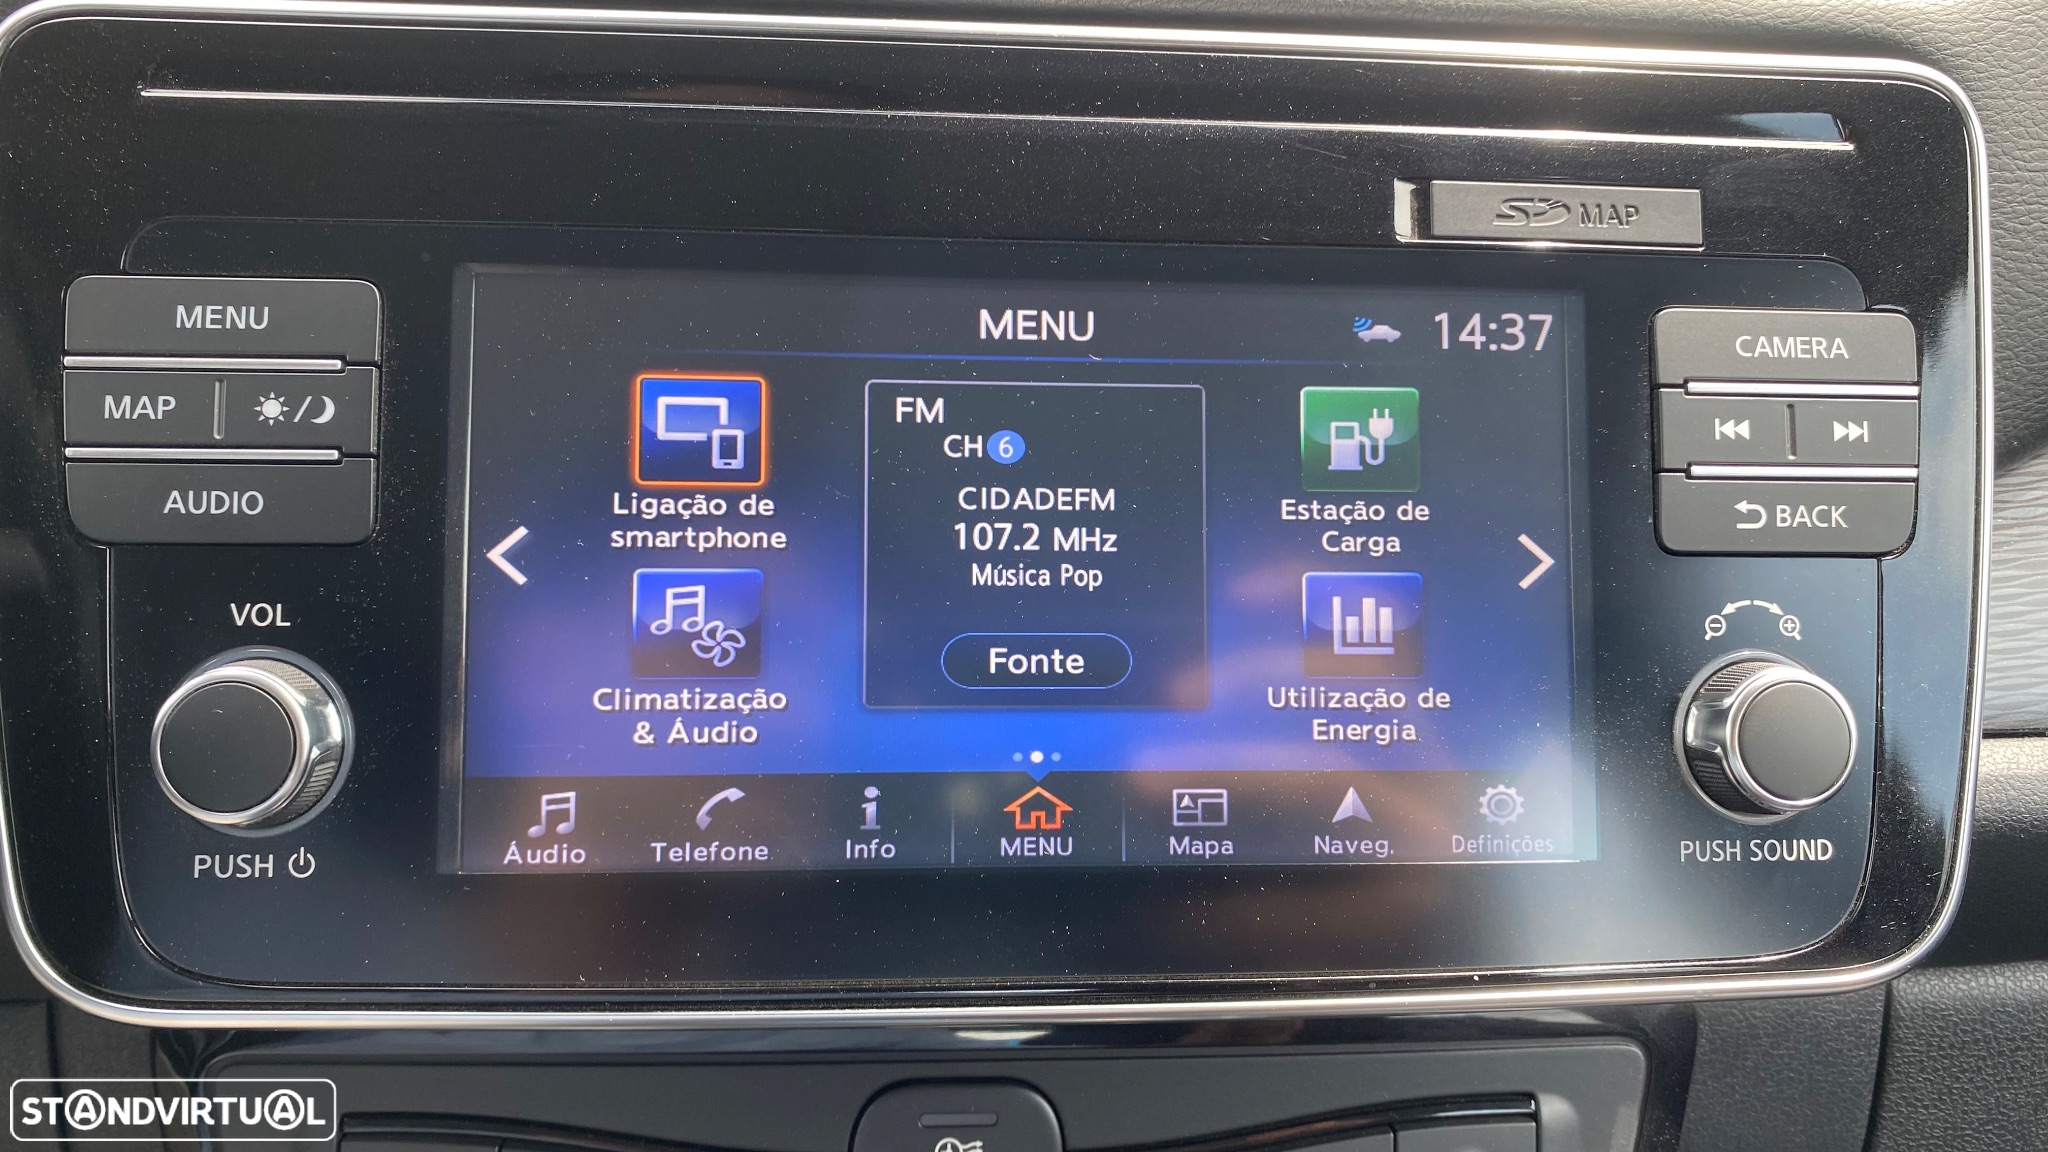 SD MAP
MENU
MAP
AUDIO
VOL
PUSH
MENU
14:37
Ligação de
smartphone
Climatização
& Áudio
FM
CH 6
CIDADEFM
107.2 MHz
Música Pop
Fonte
Estação de
Carga
Utilização de
Energia
Áudio
Telefone
Info
MENU
Mapa
Naveg.
Definições
CAMERA
BACK
PUSH SOUND
STANDVIRTUAL